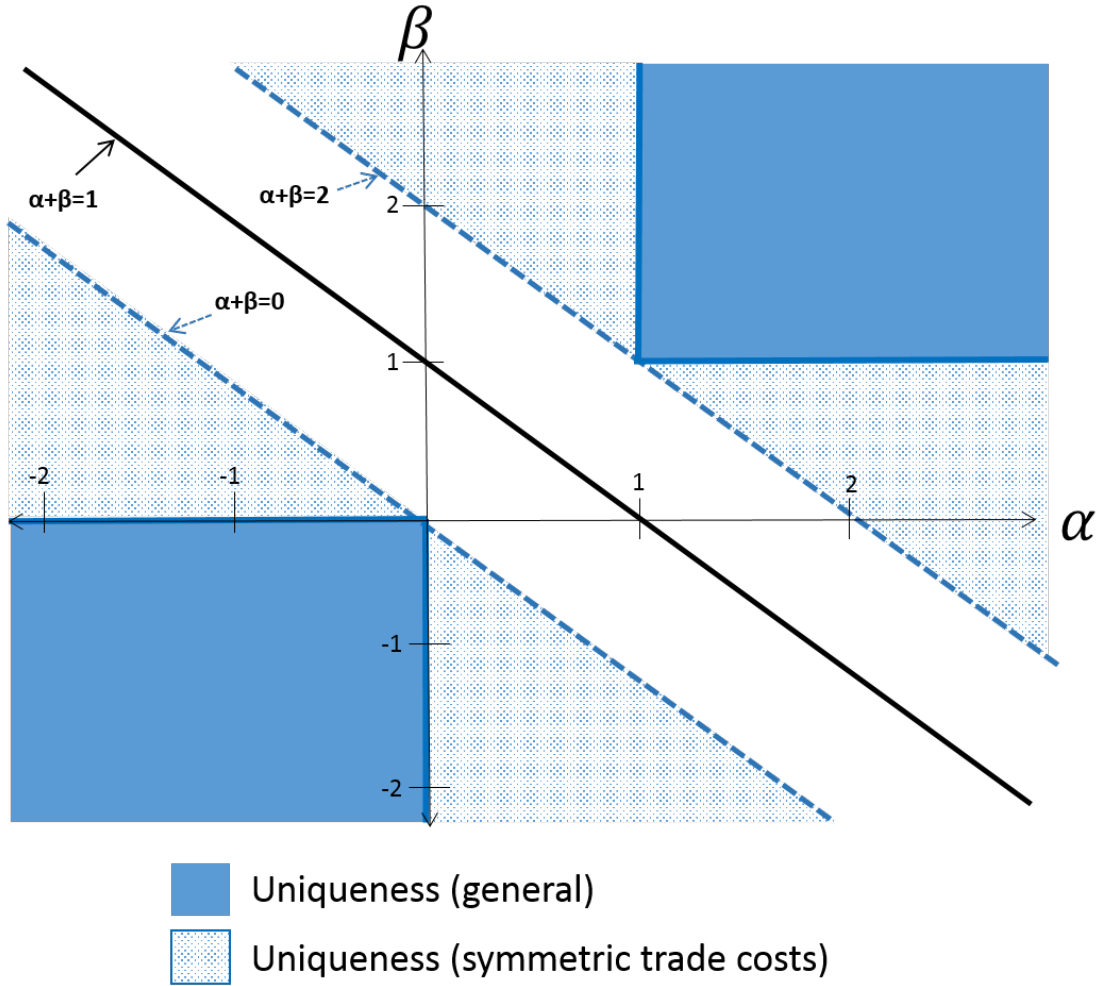 β
α+β=1
α+β=2
2
α+β=0
1
-2
-1
1
2
α
-1
-2
Uniqueness (general)
Uniqueness (symmetric trade costs)